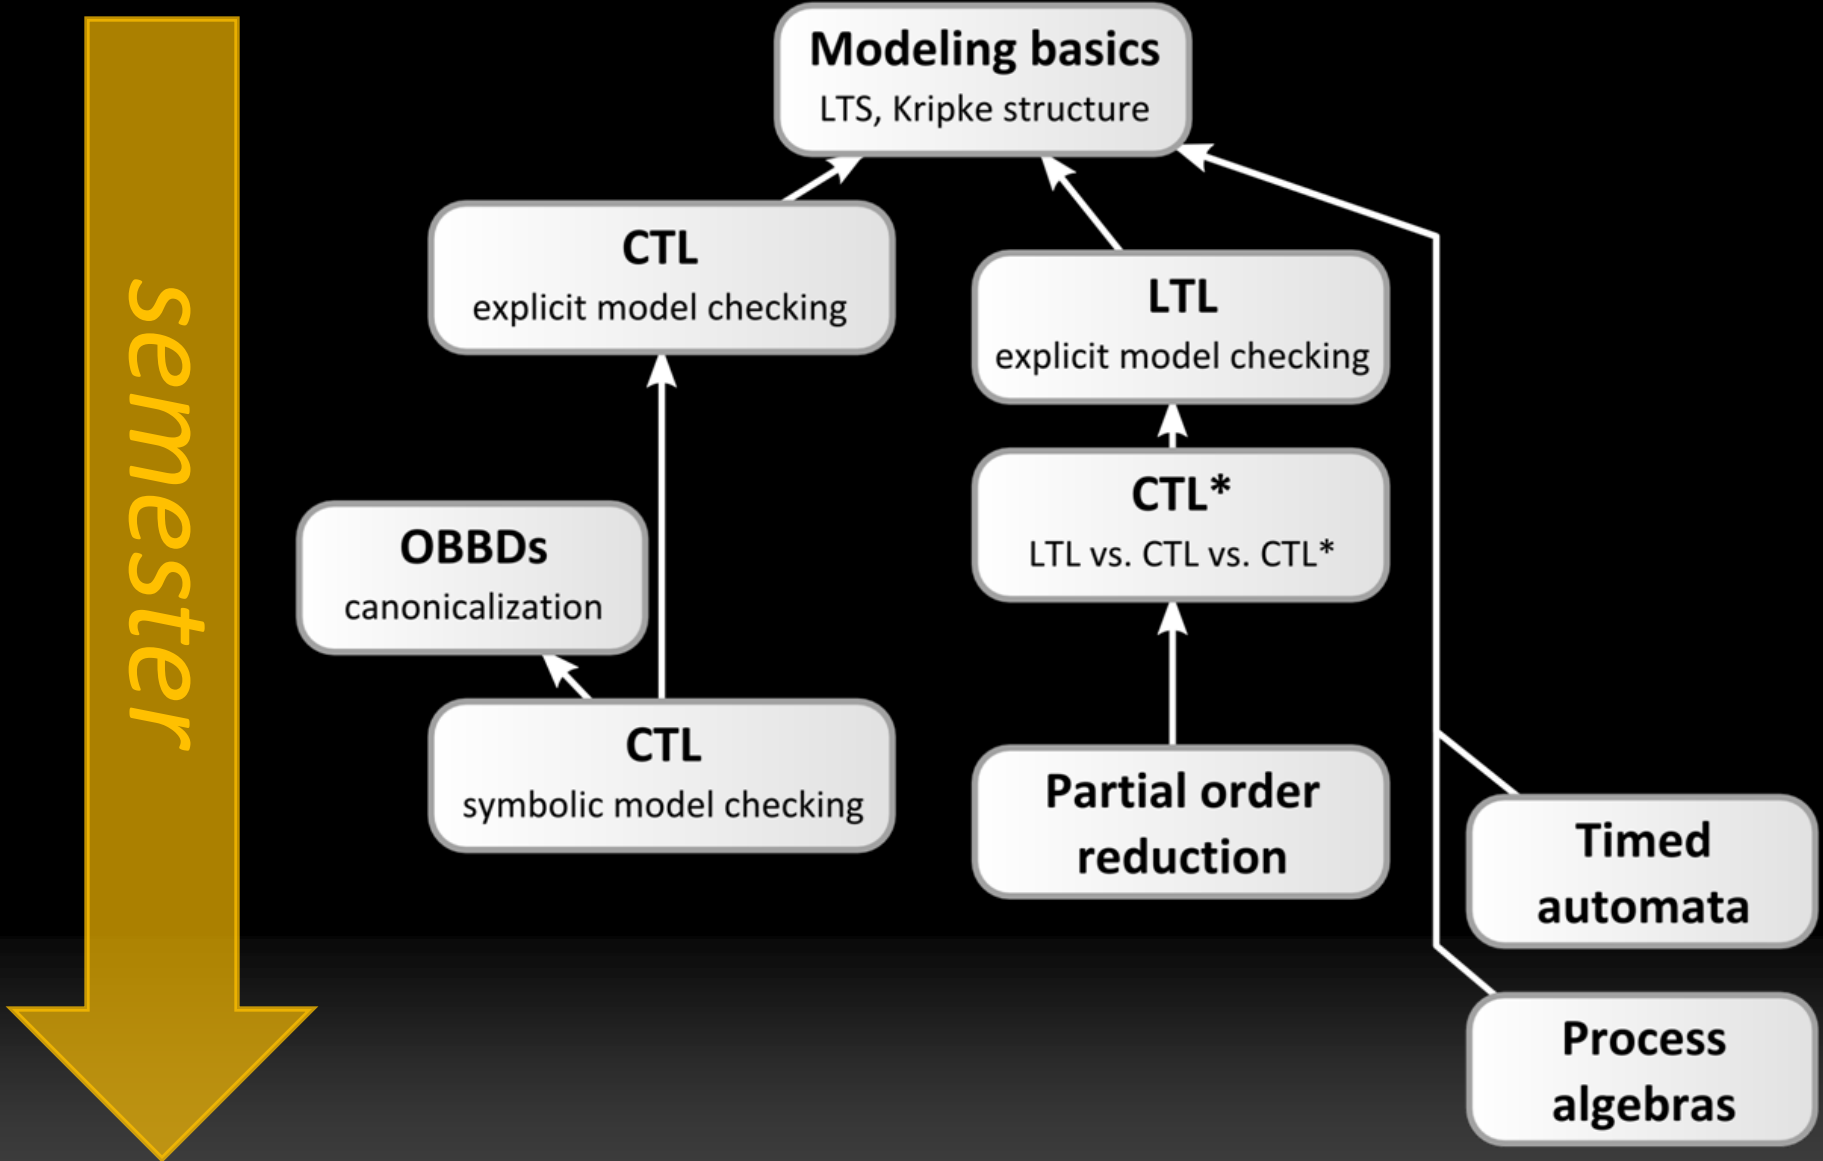 semester
Modeling basics
LTS, Kripke structure
CTL
explicit model checking
LTL
explicit model checking
CTL*
LTL vs. CTL vs. CTL*
OBBDs
canonicalization
CTL
symbolic model checking
Partial order
reduction
Timed
automata
Process
algebras